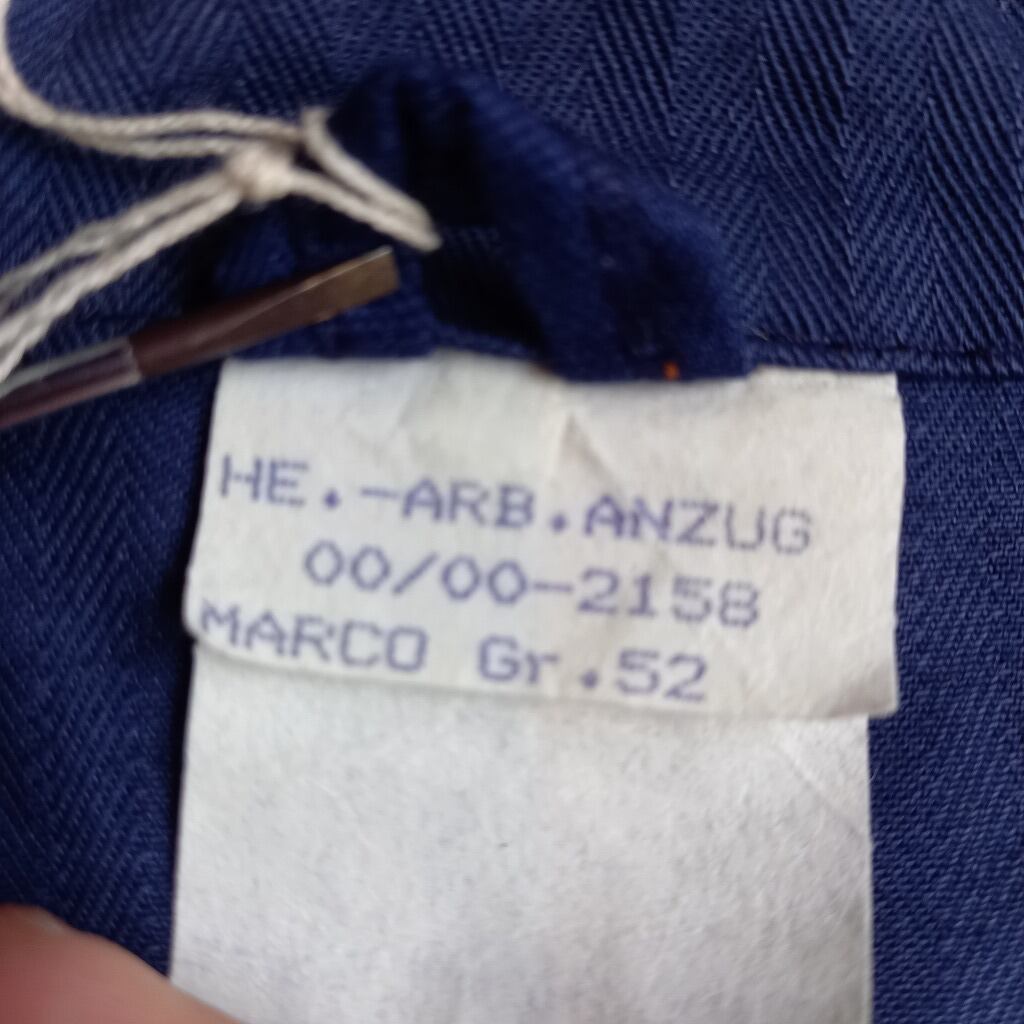 HE.-ARB.ANZUG
00/00-2158
MARCO Gr.52